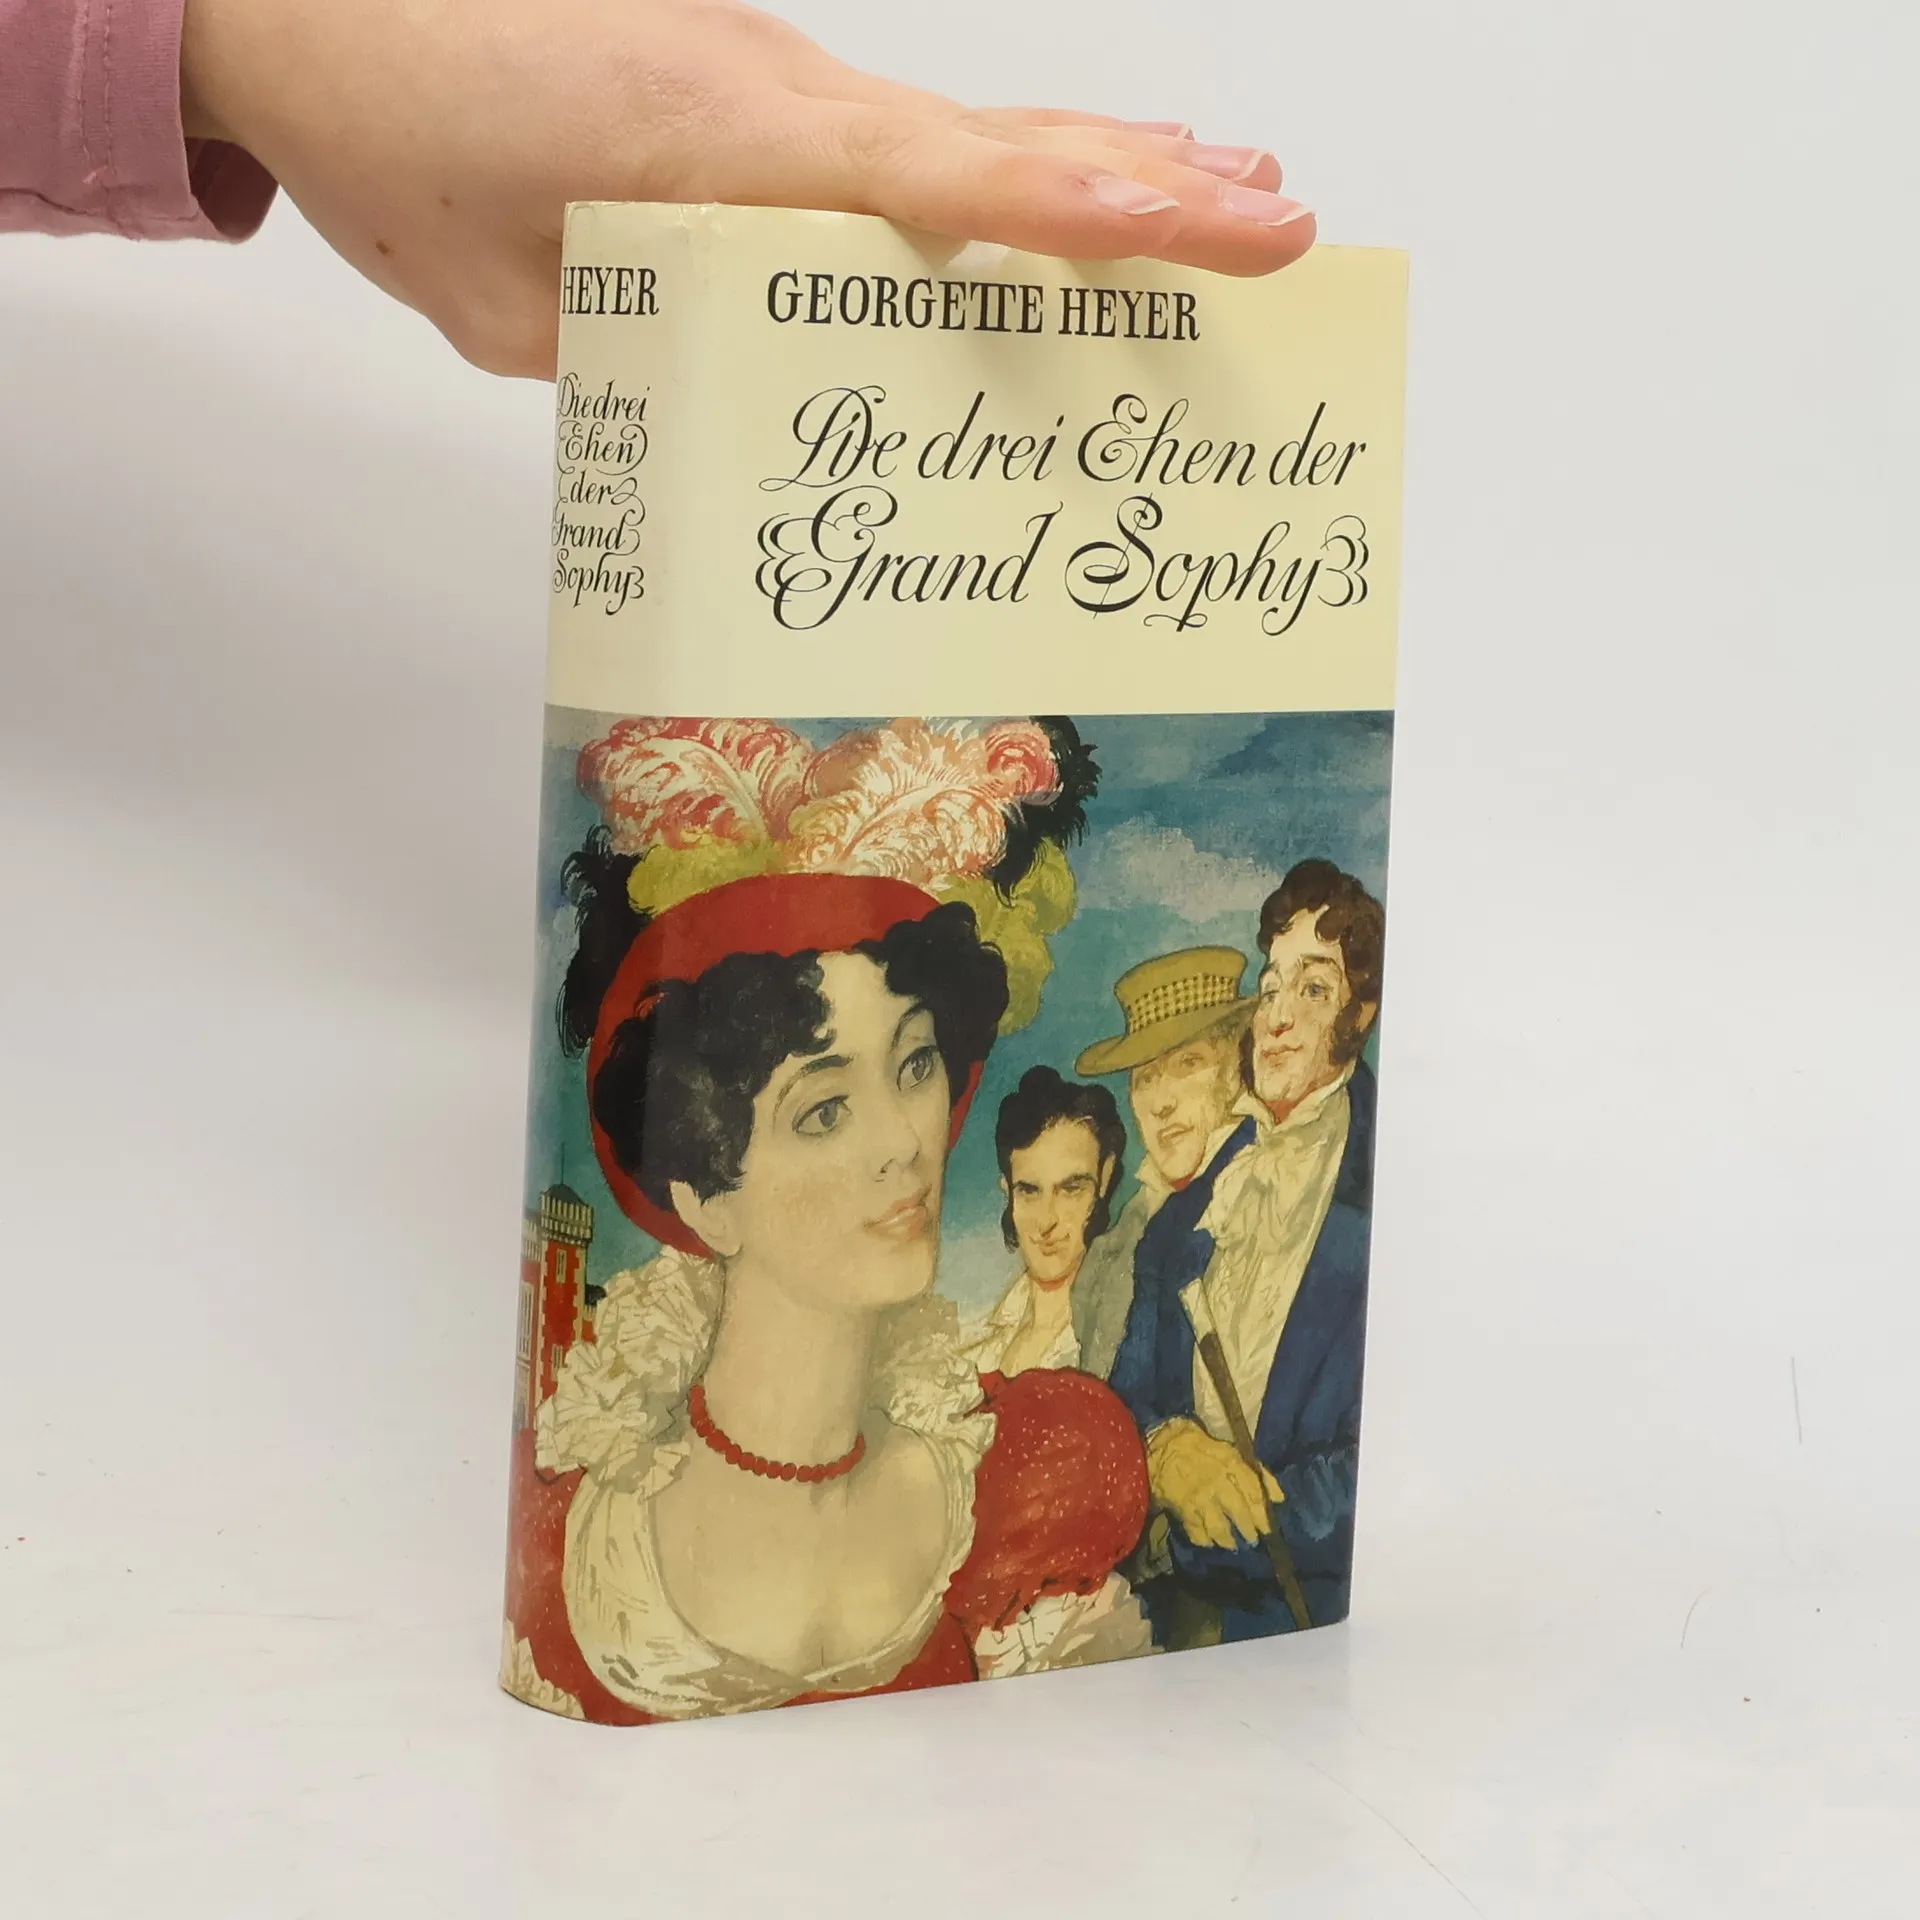 HEYER
Die drei
Ehen
der
Grand
Sophy
GEORGETTE HEYER
Die drei Ehen der
Grand Sophy